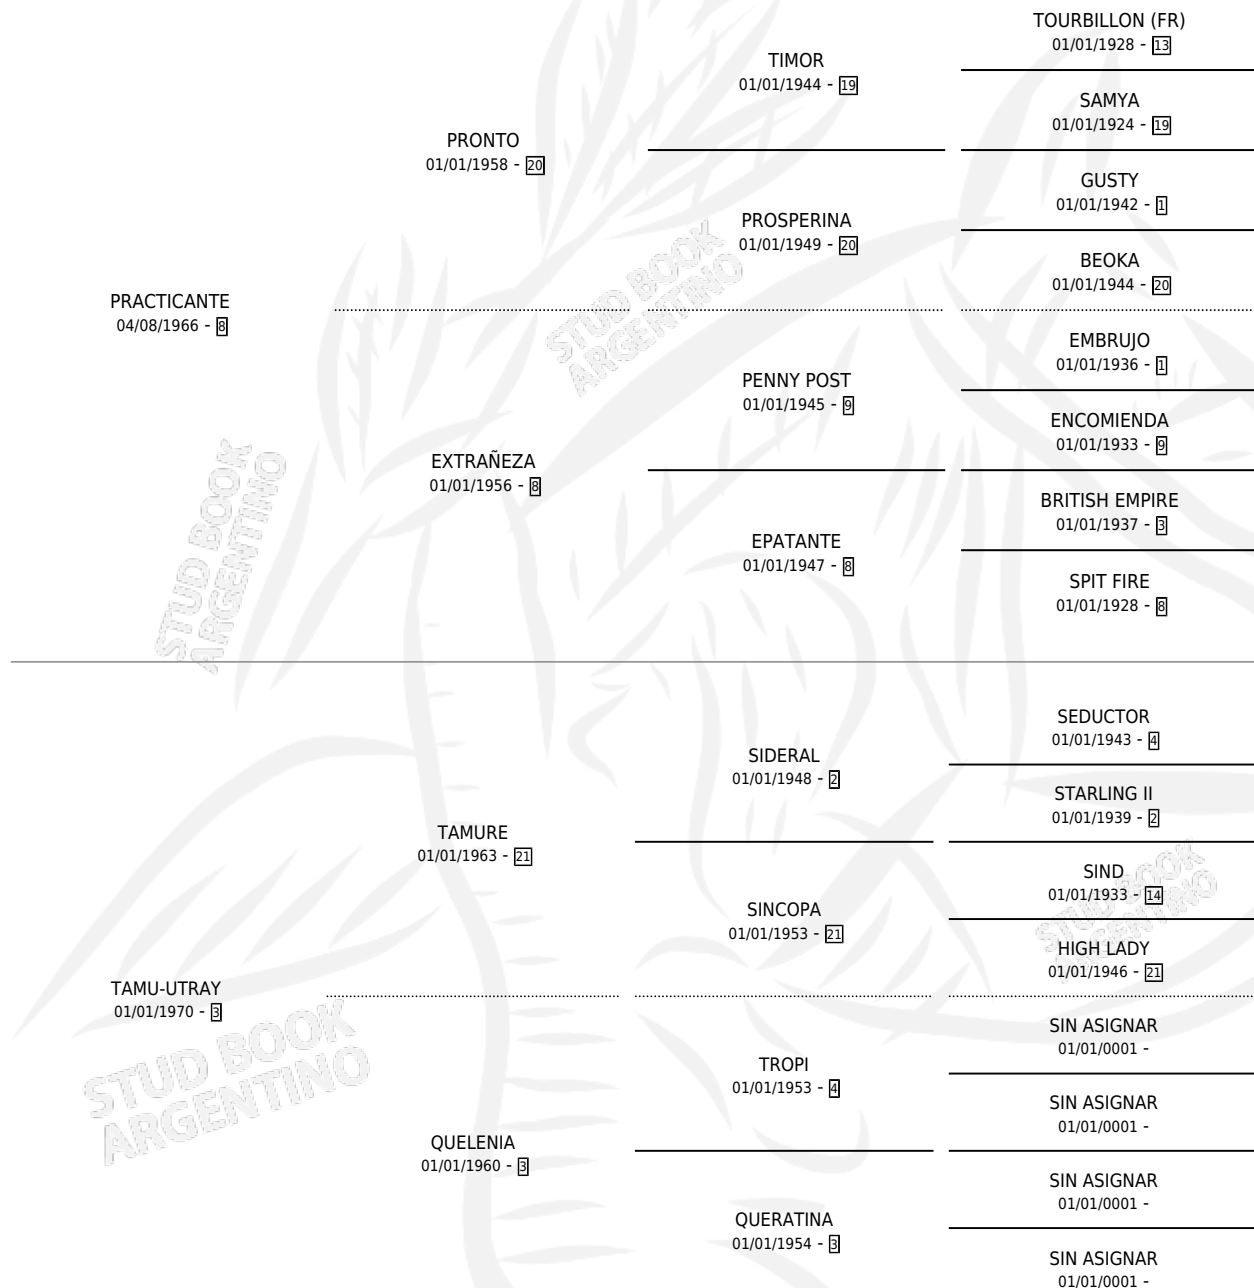 TOURBILLON (FR)
01/01/1928 - 13
TIMOR
01/01/1944 - 19
SAMYA
01/01/1924 - 19
PRONTO
01/01/1958 - 20
GUSTY
01/01/1942 - 1
PROSPERINA
01/01/1949 - 20
BEOKA
01/01/1944 - 20
PRACTICANTE
04/08/1966 - 8
EMBRUJO
01/01/1936 - 1
PENNY POST
01/01/1945 - 9
ENCOMIENDA
01/01/1933 - 9
EXTRAÑEZA
01/01/1956 - 8
BRITISH EMPIRE
01/01/1937 - 3
EPATANTE
01/01/1947 - 8
SPIT FIRE
01/01/1928 - 8
SEDUCTOR
01/01/1943 - 4
SIDERAL
01/01/1948 - 2
STARLING II
01/01/1939 - 2
TAMURE
01/01/1963 - 21
SIND
01/01/1933 - 14
SINCOPA
01/01/1953 - 21
HIGH LADY
01/01/1946 - 21
TAMU-UTRAY
01/01/1970 - 3
SIN ASIGNAR
01/01/0001 -
TROPI
01/01/1953 - 4
SIN ASIGNAR
01/01/0001 -
QUELENIA
01/01/1960 - 3
SIN ASIGNAR
01/01/0001 -
QUERATINA
01/01/1954 - 3
SIN ASIGNAR
01/01/0001 -
STUD BOOK
ARGENTINO
STUD BOOK
ARGENTINO
STUD BOOK
ARGENTINO
STUD BOOK
ARGENTINO